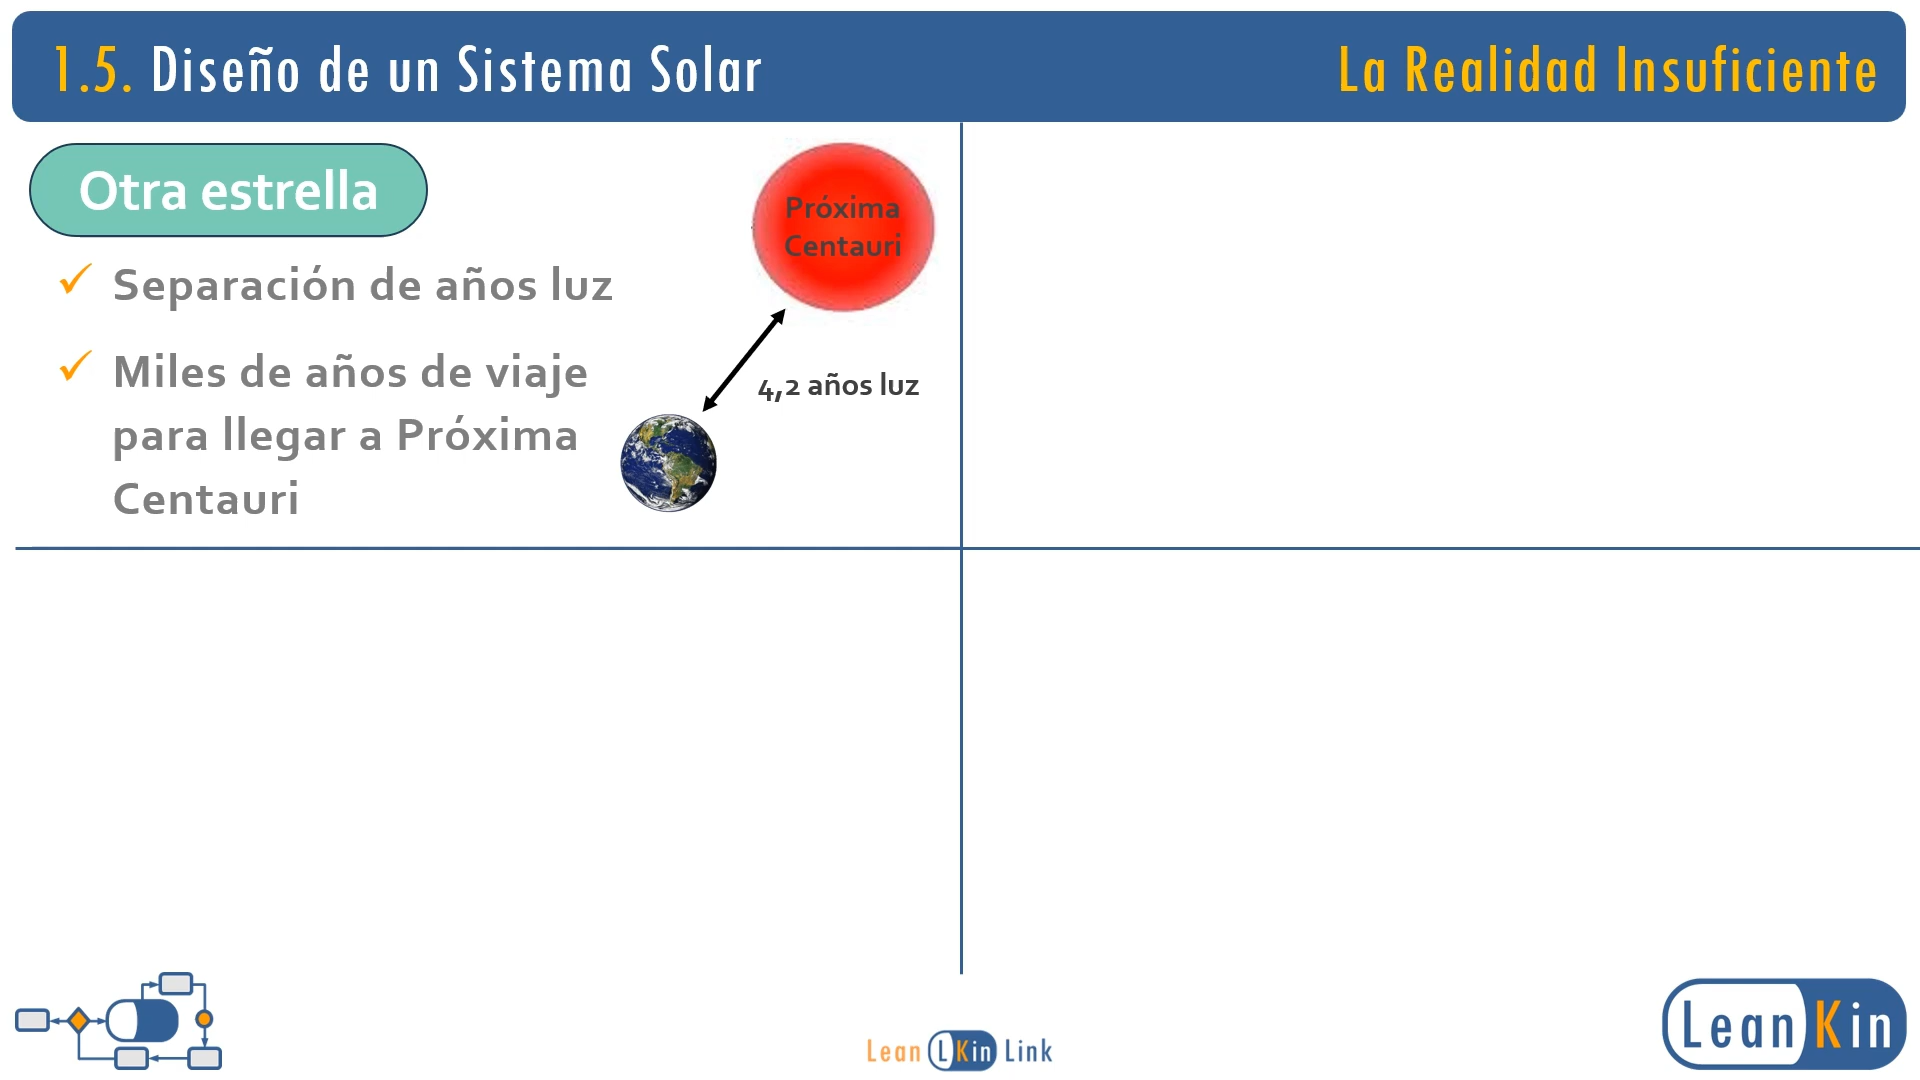 1.5. Diseño de un Sistema Solar
La Realidad Insuficiente
Otra estrella
Separación de años luz
Miles de años de viaje
para llegar a Próxima
Centauri
Próxima
Centauri
4,2 años luz
Lean LKin Link
LeanKin